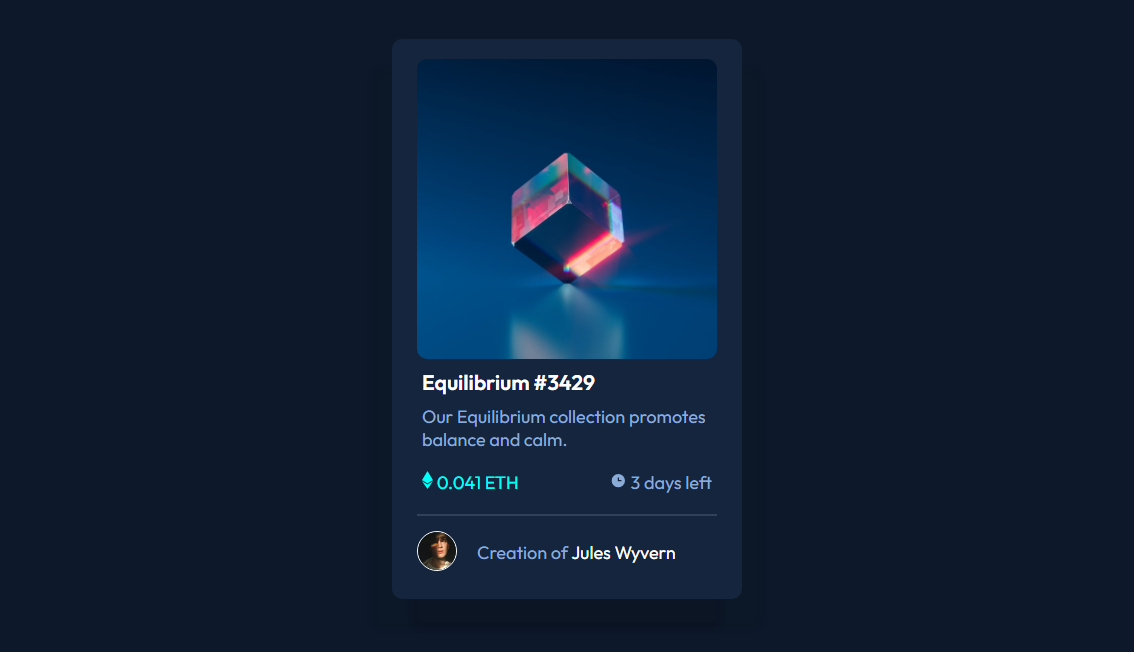 Equilibrium #3429
Our Equilibrium collection promotes
balance and calm.
0.041 ETH
3 days left
Creation of Jules Wyvern